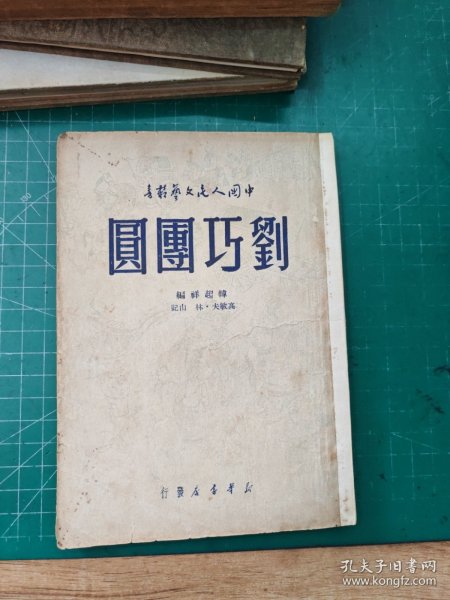 中国人民文藝叢書
劉巧團圓
韓起祥 編
高敏夫·林 山記
新華書店發行
孔夫子旧书网
www.kongfz.com